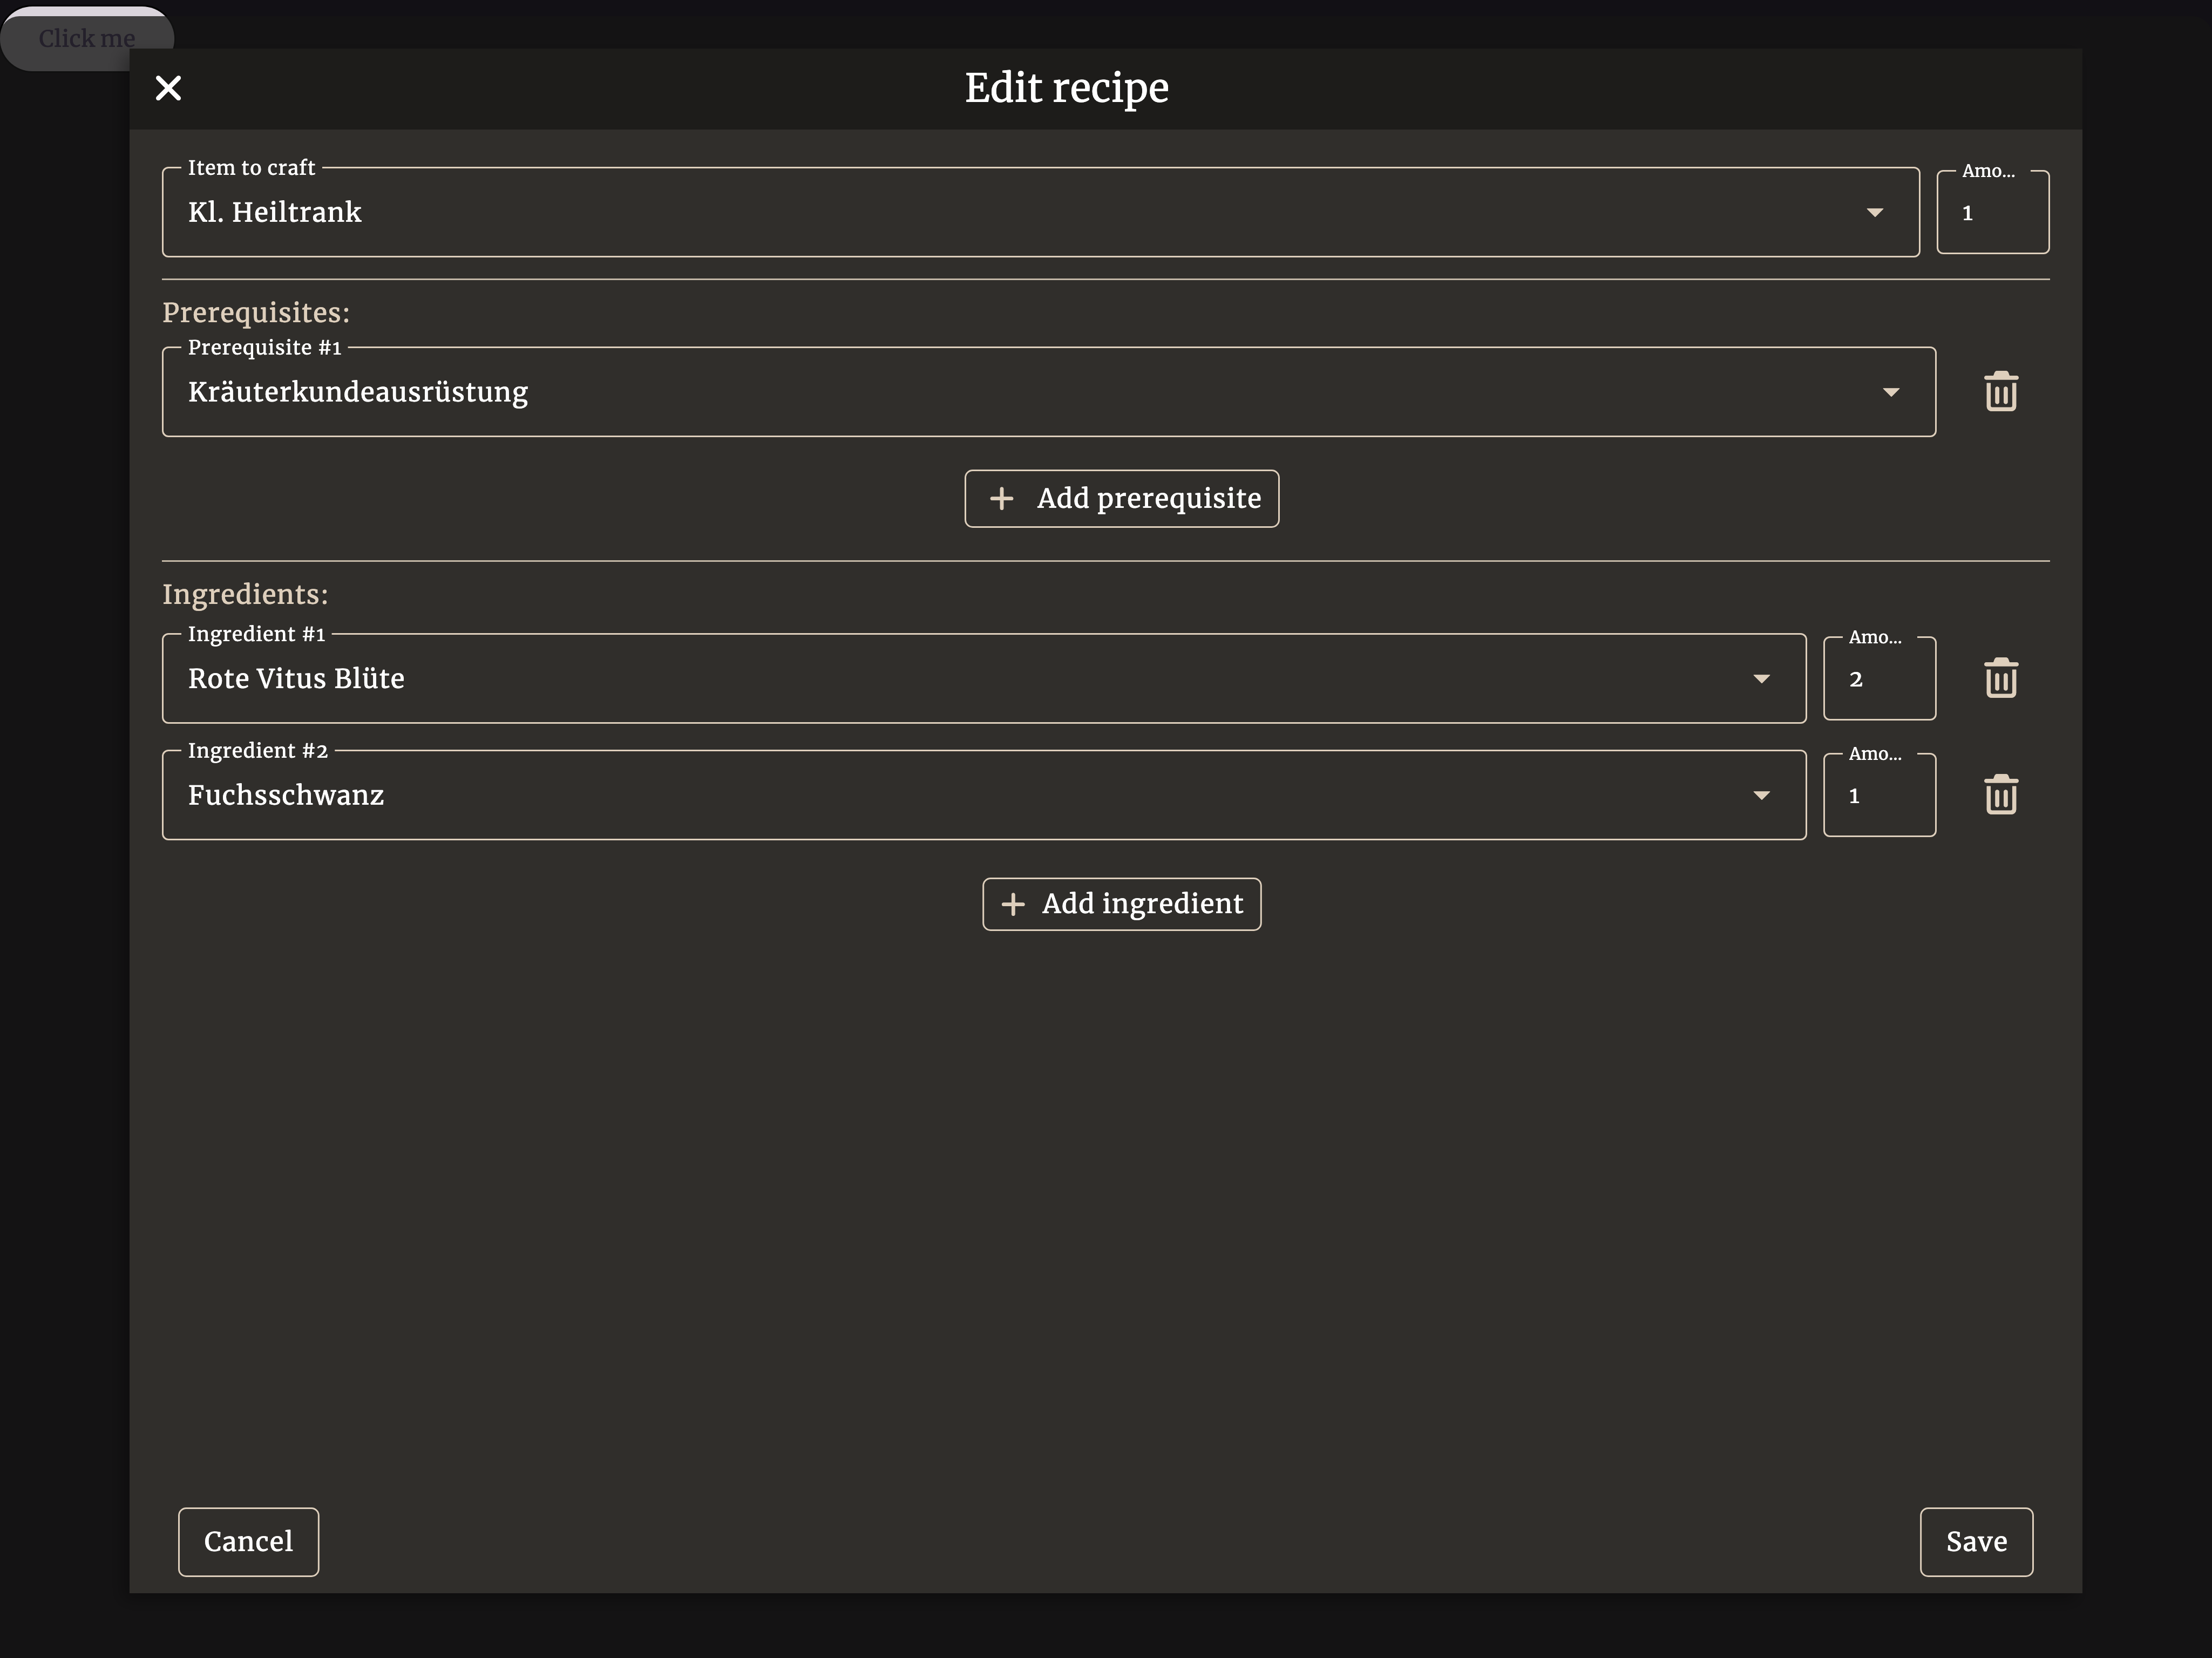 Click me
Edit recipe
Item to craft
Amo...
Kl. Heiltrank
1
Prerequisites:
Prerequisite #1
Kräuterkundeausrüstung
Add prerequisite
Ingredients:
Ingredient #1
Amo...
Rote Vitus Blüte
2
Ingredient #2
Amo...
Fuchsschwanz
1
Add ingredient
Cancel
Save